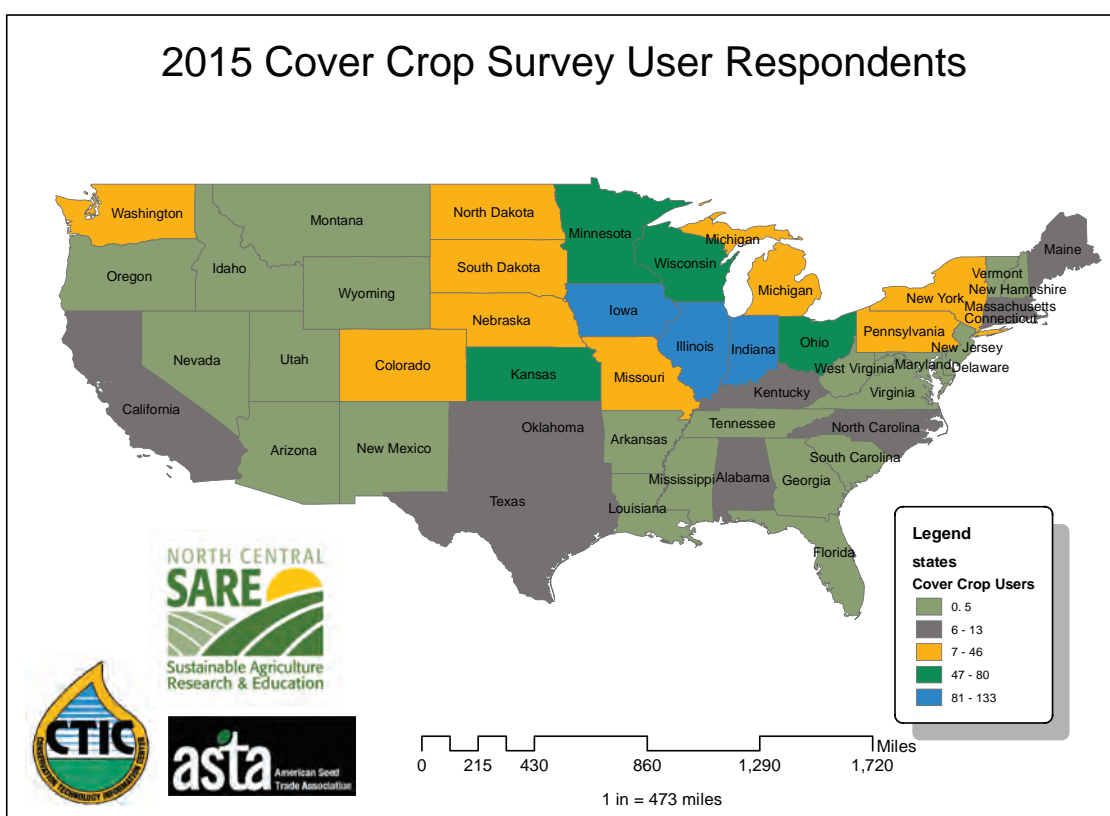 2015 Cover Crop Survey User Respondents
Washington
Montana
North Dakota
Minnesota
Michigan
Maine
Oregon
Idaho
South Dakota
Wisconsin
Vermont
New Hampshire
Wyoming
Michigan
New York
Massachusetts
Connecticut
Nebraska
Iowa
Pennsylvania
Nevada
Utah
Colorado
Illinois
Indiana
Ohio
New Jersey
Kansas
Missouri
West Virginia
Maryland
Delaware
California
Kentucky
Virginia
Arizona
New Mexico
Oklahoma
Arkansas
Tennessee
North Carolina
Texas
Mississippi
Alabama
Georgia
South Carolina
Louisiana
Florida
Legend
states
Cover Crop Users
0. 5
6 - 13
7 - 46
47 - 80
81 - 133
NORTH CENTRAL
SARE
Sustainable Agriculture
Research & Education
CTIC
CONSERVATION TECHNOLOGY INFORMATION CENTER
asta
American Seed
Trade Association
Miles
0 215 430 860 1,290 1,720
1 in = 473 miles